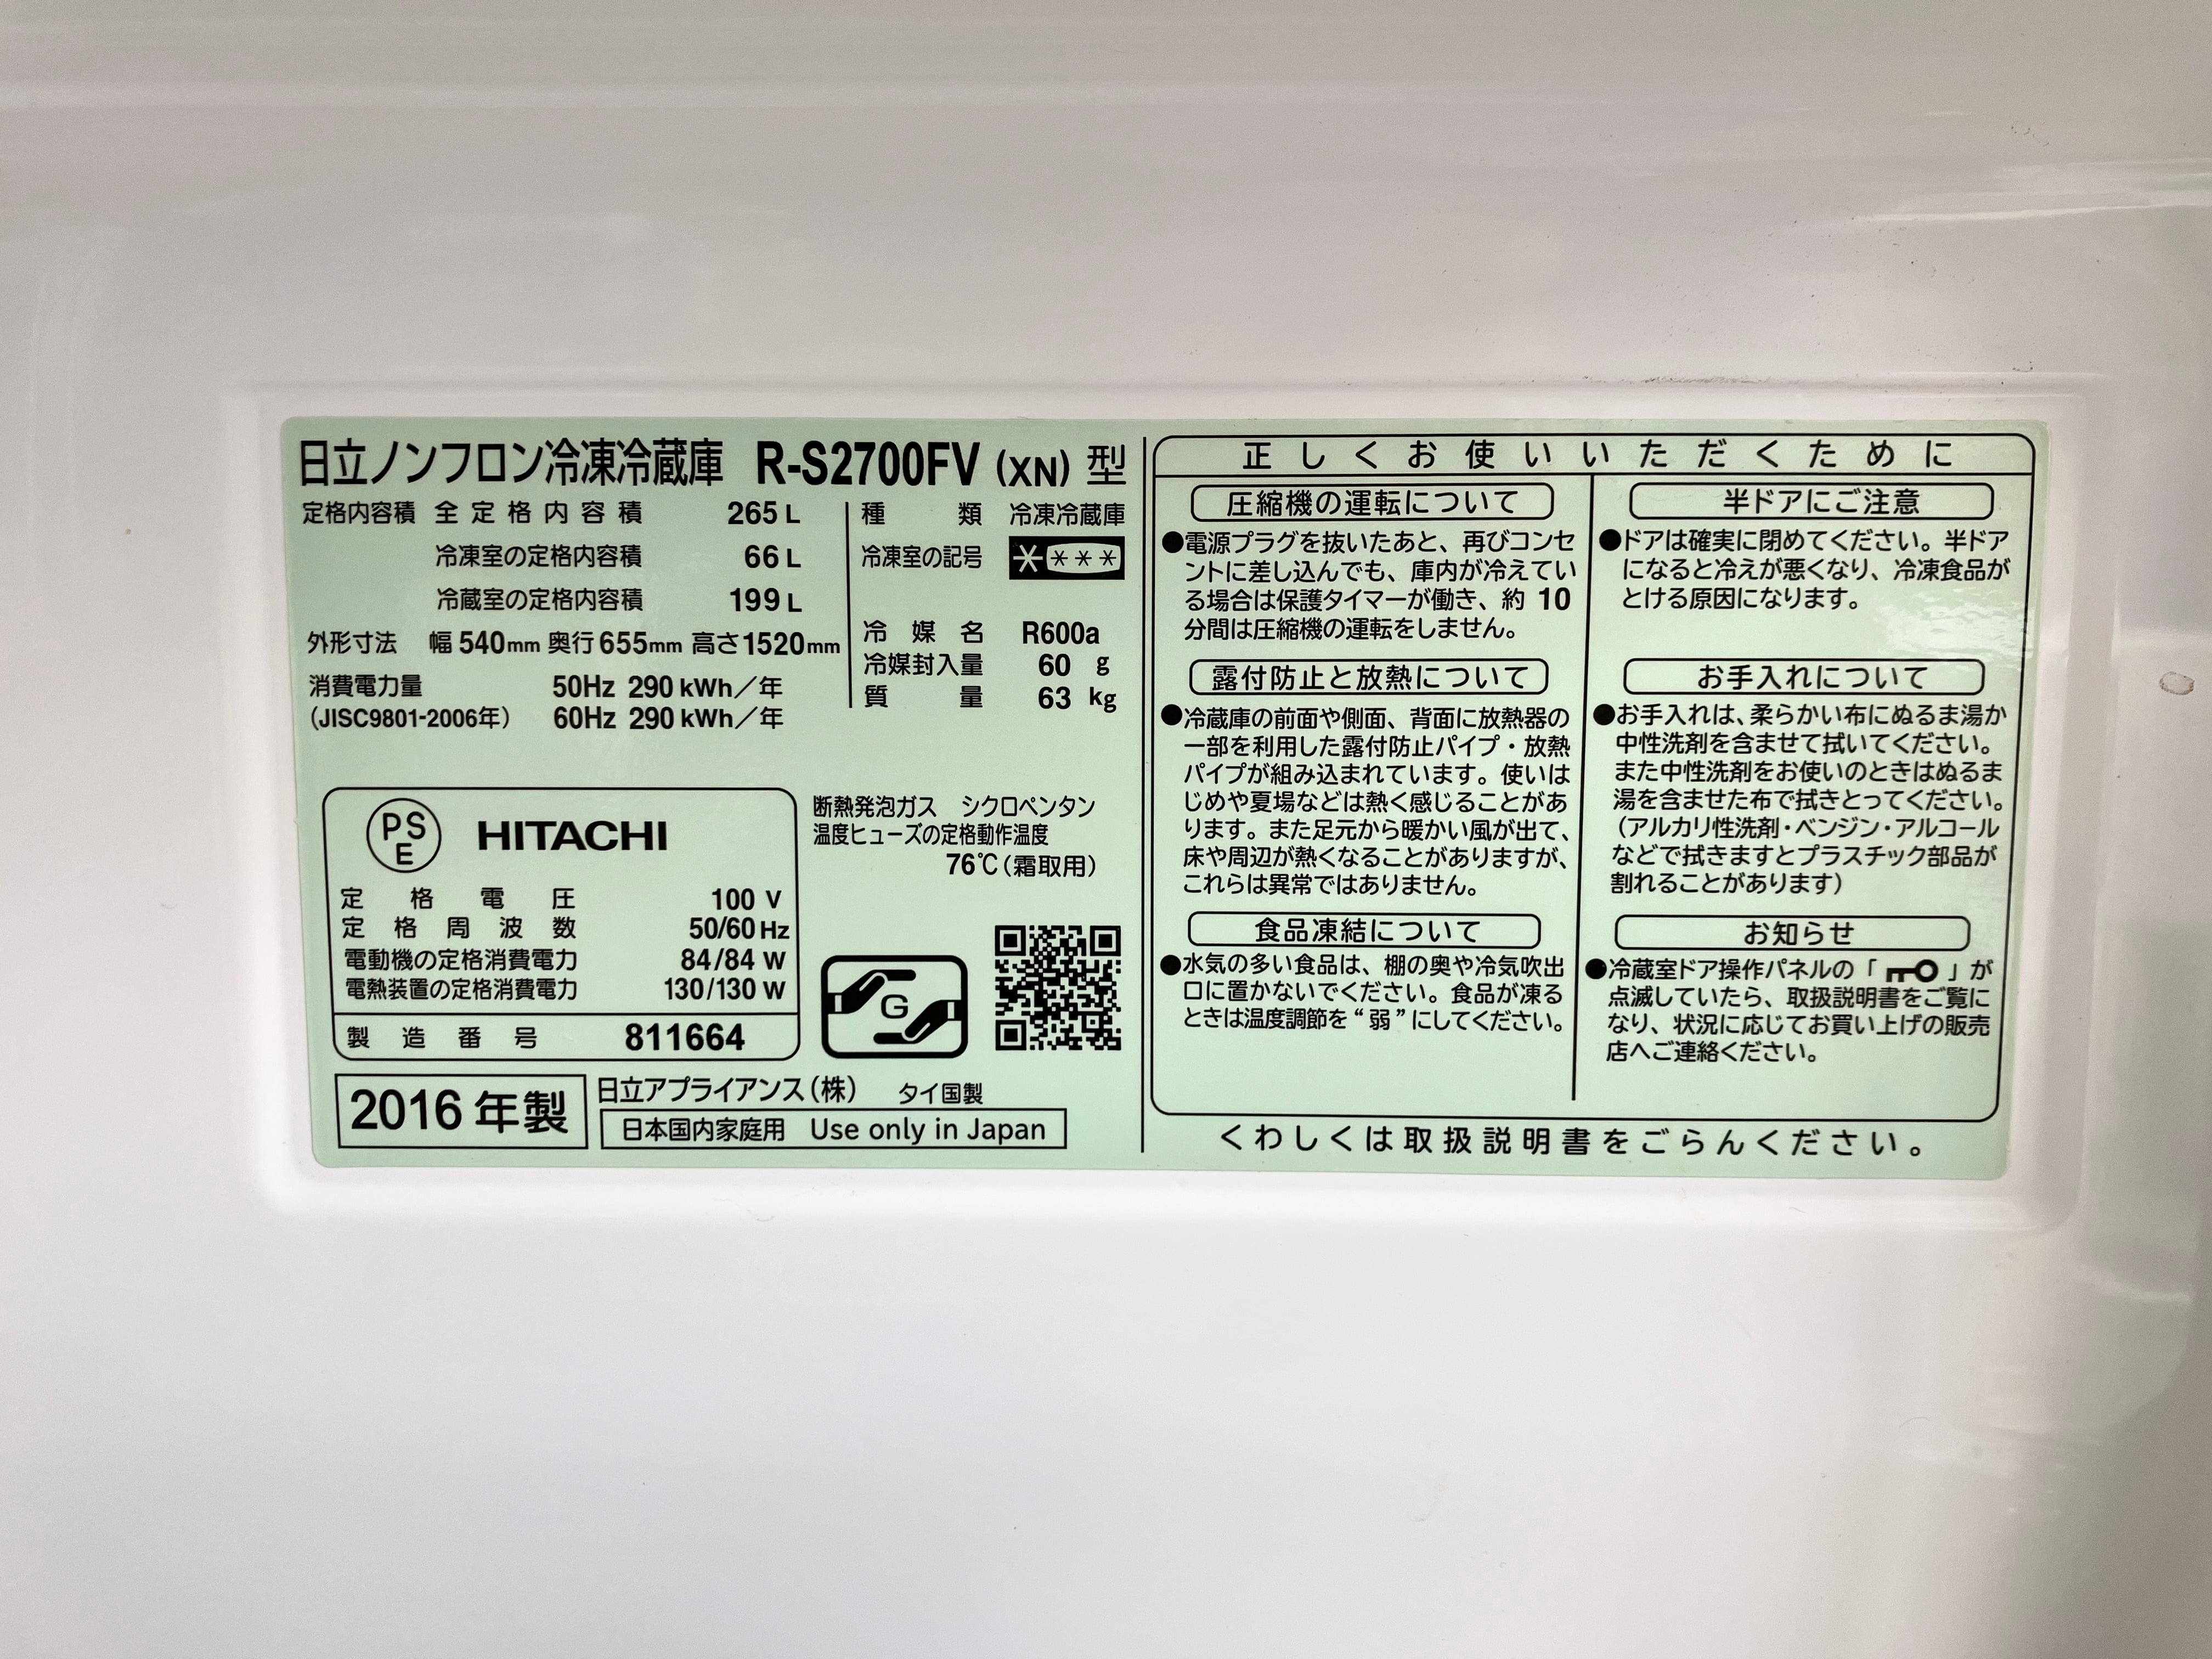 日立ノンフロン冷凍冷蔵庫 R-S2700FV (XN) 型
定格内容積 全定格内容積 265 L
冷凍室の定格内容積 66 L
冷蔵室の定格内容積 199 L
外形寸法 幅 540mm 奥行 655mm 高さ 1520mm
消費電力量 50Hz 290 kWh/年
(JISC9801-2006年) 60Hz 290 kWh/年
種類 冷凍冷蔵庫
冷凍室の記号 ＊＊＊＊
冷媒名 R600a
冷媒封入量 60 g
質量 63 kg
PSE HITACHI
定格電圧 100 V
定格周波数 50/60 Hz
電動機の定格消費電力 84/84 W
電熱装置の定格消費電力 130/130 W
製造番号 811664
断熱発泡ガス シクロペンタン
温度ヒューズの定格動作温度
76℃(霜取用)
G
2016 年製
日立アプライアンス(株) タイ国製
日本国内家庭用 Use only in Japan
正しくお使いいただくために
圧縮機の運転について
●電源プラグを抜いたあと、再びコンセ
ントに差し込んでも、庫内が冷えてい
る場合は保護タイマーが働き、約 10
分間は圧縮機の運転をしません。
露付防止と放熱について
●冷蔵庫の前面や側面、背面に放熱器の
一部を利用した露付防止パイプ・放熱
パイプが組み込まれています。使いは
じめや夏場などは熱く感じることがあ
ります。また足元から暖かい風が出て、
床や周辺が熱くなることがありますが、
これらは異常ではありません。
食品凍結について
●水気の多い食品は、棚の奥や冷気吹出
口に置かないでください。食品が凍る
ときは温度調節を“弱”にしてください。
半ドアにご注意
●ドアは確実に閉めてください。半ドア
になると冷えが悪くなり、冷凍食品が
とける原因になります。
お手入れについて
●お手入れは、柔らかい布にぬるま湯か
中性洗剤を含ませて拭いてください。
また中性洗剤をお使いのときはぬるま
湯を含ませた布で拭きとってください。
(アルカリ性洗剤・ベンジン・アルコール
などで拭きますとプラスチック部品が
割れることがあります)
お知らせ
●冷蔵室ドア操作パネルの「 」が
点滅していたら、取扱説明書をご覧に
なり、状況に応じてお買い上げの販売
店へご連絡ください。
くわしくは取扱説明書をごらんください。